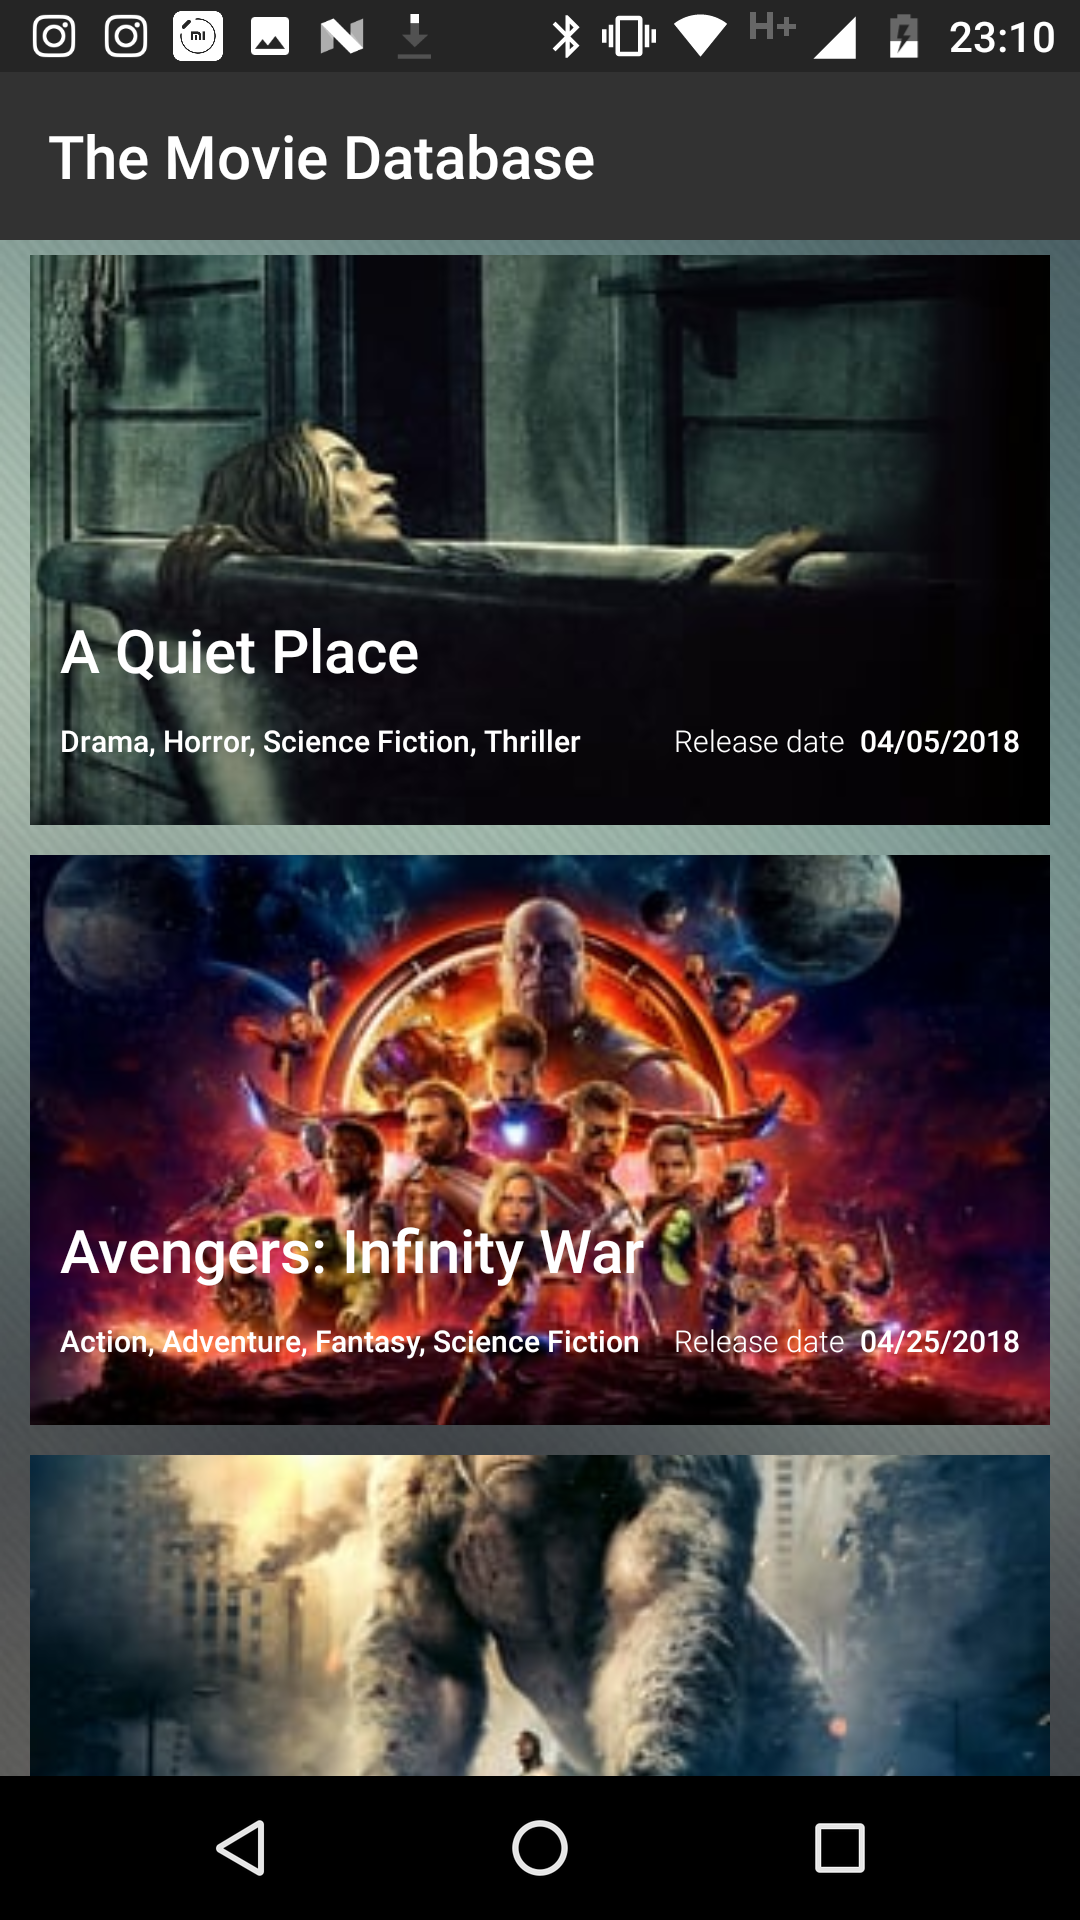 H+ 23:10
The Movie Database
A Quiet Place
Drama, Horror, Science Fiction, Thriller Release date 04/05/2018
Avengers: Infinity War
Action, Adventure, Fantasy, Science Fiction Release date 04/25/2018